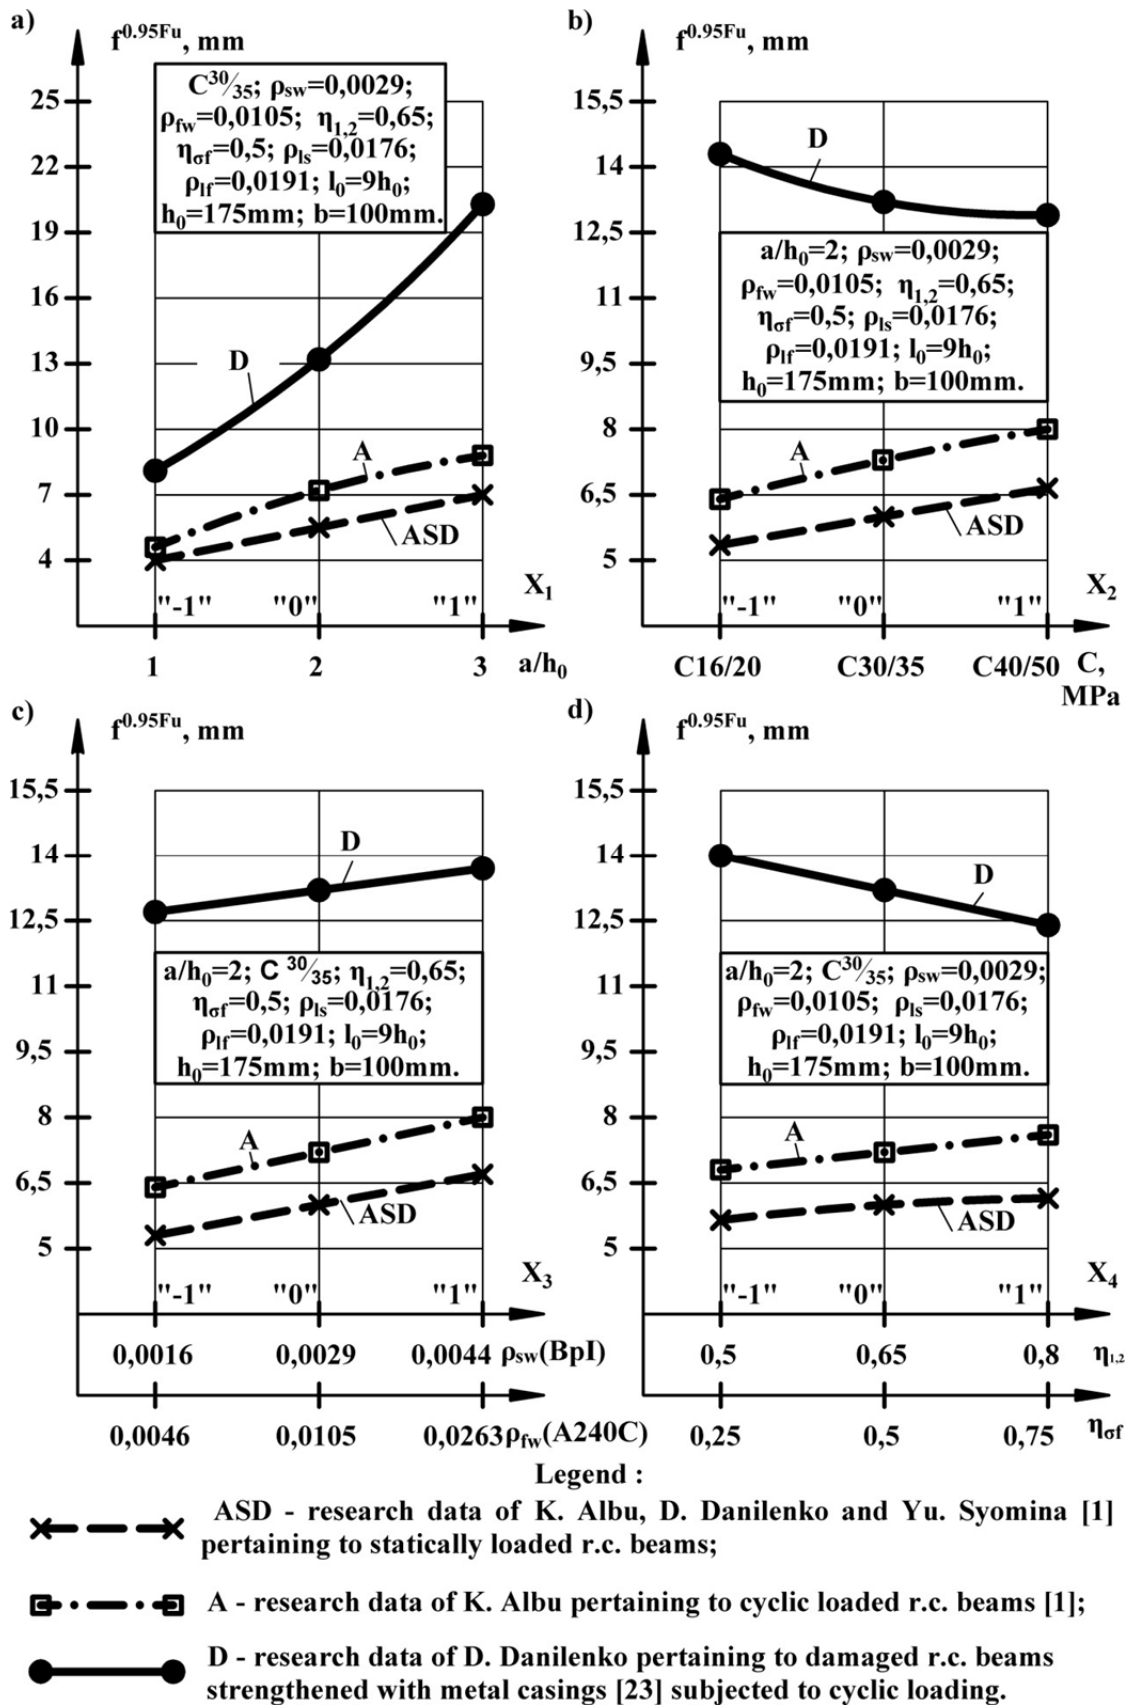 a)
f^0.95Fu, mm
C30/35; ρsw=0,0029;
ρfw=0,0105; η1,2=0,65;
ησf=0,5; ρls=0,0176;
ρlf=0,0191; l0=9h0;
h0=175mm; b=100mm.
25
22
19
16
13
10
7
4
D
A
ASD
X1
"-1" "0" "1"
1 2 3 a/h0
b)
f^0.95Fu, mm
15,5
14
12,5
11
9,5
8
6,5
5
D
a/h0=2; ρsw=0,0029;
ρfw=0,0105; η1,2=0,65;
ησf=0,5; ρls=0,0176;
ρlf=0,0191; l0=9h0;
h0=175mm; b=100mm.
A
ASD
X2
"-1" "0" "1"
C16/20 C30/35 C40/50 C,
MPa
c)
f^0.95Fu, mm
15,5
14
12,5
11
9,5
8
6,5
5
D
a/h0=2; C 30/35; η1,2=0,65;
ησf=0,5; ρls=0,0176;
ρlf=0,0191; l0=9h0;
h0=175mm; b=100mm.
A
ASD
X3
"-1" "0" "1"
0,0016 0,0029 0,0044 ρsw(BpI)
0,0046 0,0105 0,0263 ρfw(A240C)
d)
f^0.95Fu, mm
15,5
14
12,5
11
9,5
8
6,5
5
D
a/h0=2; C30/35; ρsw=0,0029;
ρfw=0,0105; ρls=0,0176;
ρlf=0,0191; l0=9h0;
h0=175mm; b=100mm.
A
ASD
X4
"-1" "0" "1"
0,5 0,65 0,8 η1,2
0,25 0,5 0,75 ησf
Legend :
ASD - research data of K. Albu, D. Danilenko and Yu. Syomina [1]
pertaining to statically loaded r.c. beams;
A - research data of K. Albu pertaining to cyclic loaded r.c. beams [1];
D - research data of D. Danilenko pertaining to damaged r.c. beams
strengthened with metal casings [23] subjected to cyclic loading.